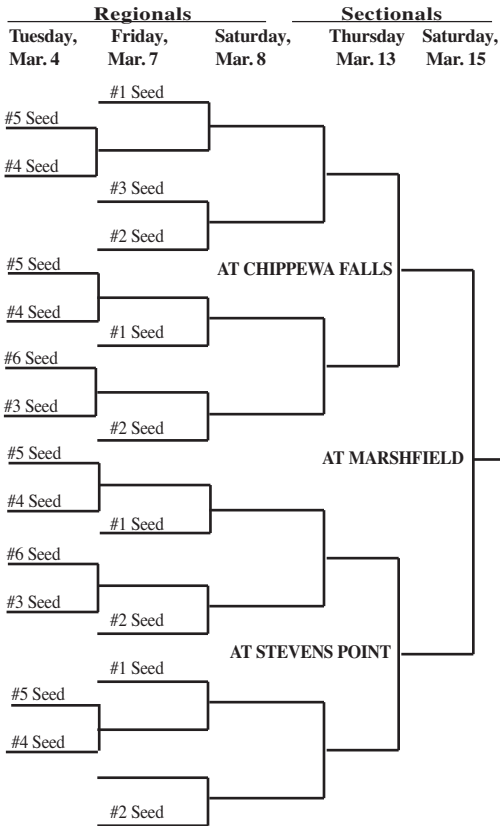 Regionals Sectionals
Tuesday, Friday, Saturday, Thursday Saturday,
Mar. 4 Mar. 7 Mar. 8 Mar. 13 Mar. 15
#1 Seed
#5 Seed
#4 Seed
#3 Seed
#2 Seed
#5 Seed
AT CHIPPEWA FALLS
#4 Seed
#1 Seed
#6 Seed
#3 Seed
#2 Seed
#5 Seed
AT MARSHFIELD
#4 Seed
#1 Seed
#6 Seed
#3 Seed
#2 Seed
AT STEVENS POINT
#1 Seed
#5 Seed
#4 Seed
#2 Seed